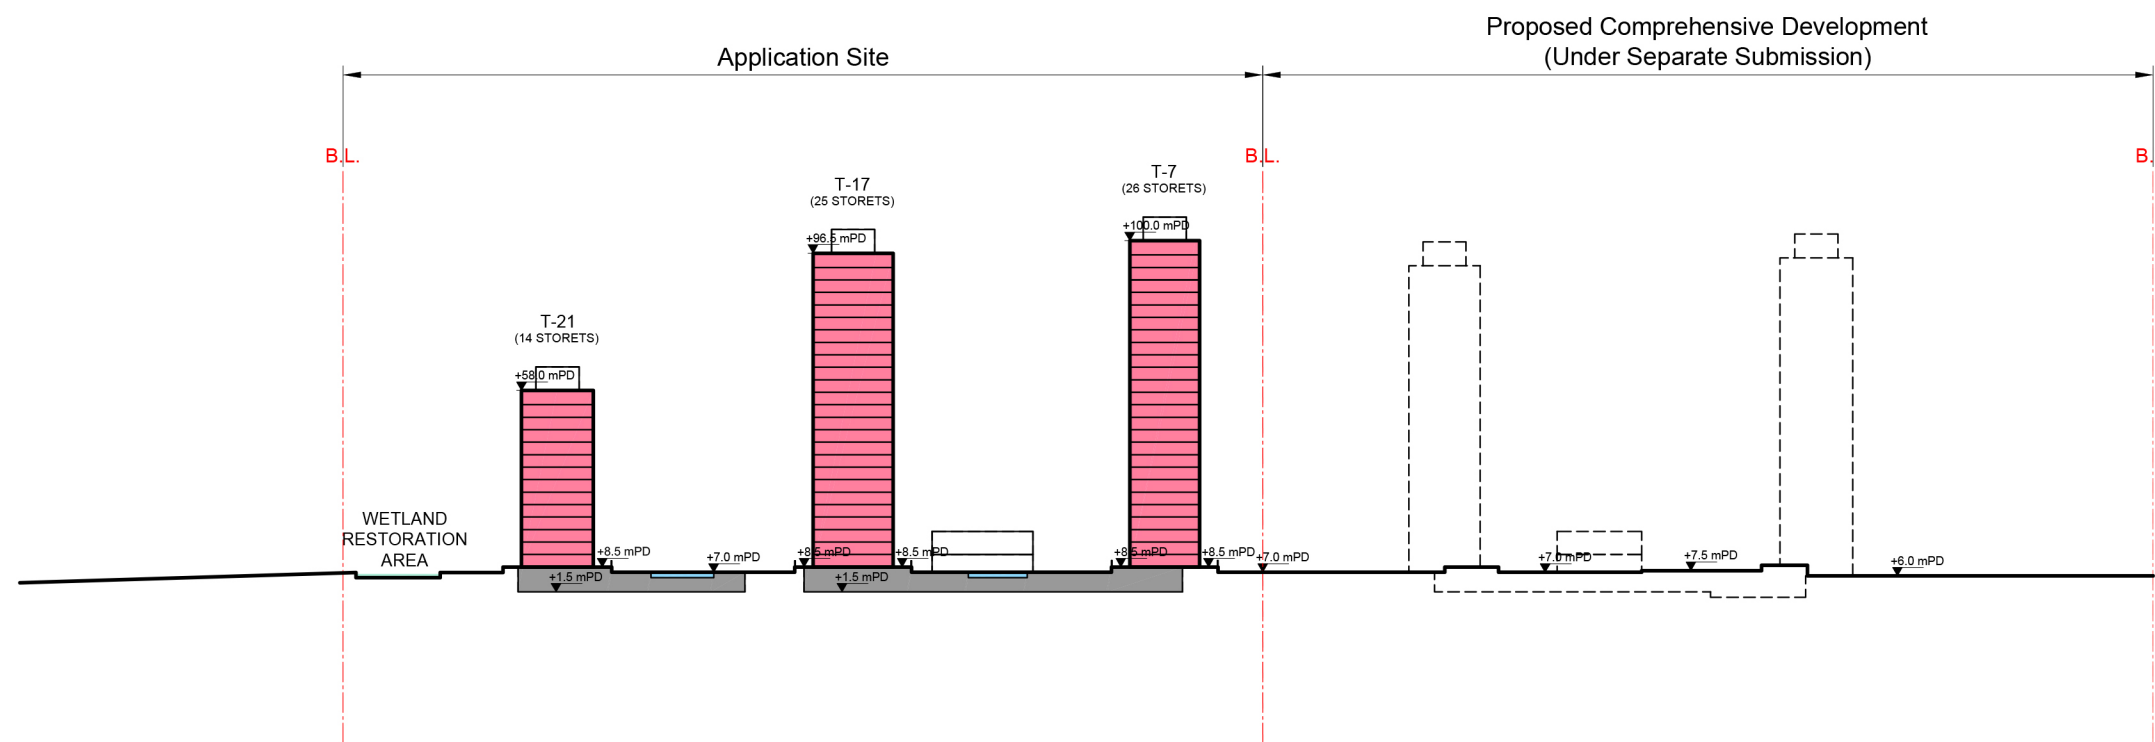 Proposed Comprehensive Development
(Under Separate Submission)
Application Site
B.L.
B.L.
B.
T-7
(26 STORETS)
T-17
(25 STORETS)
+100.0 mPD
+96.5 mPD
T-21
(14 STORETS)
+58.0 mPD
WETLAND
RESTORATION
AREA
+8.5 mPD
+7.0 mPD
+8.5 mPD
+8.5 mPD
+8.5 mPD
+8.5 mPD
+7.0 mPD
+7.0 mPD
+7.5 mPD
+6.0 mPD
+1.5 mPD
+1.5 mPD